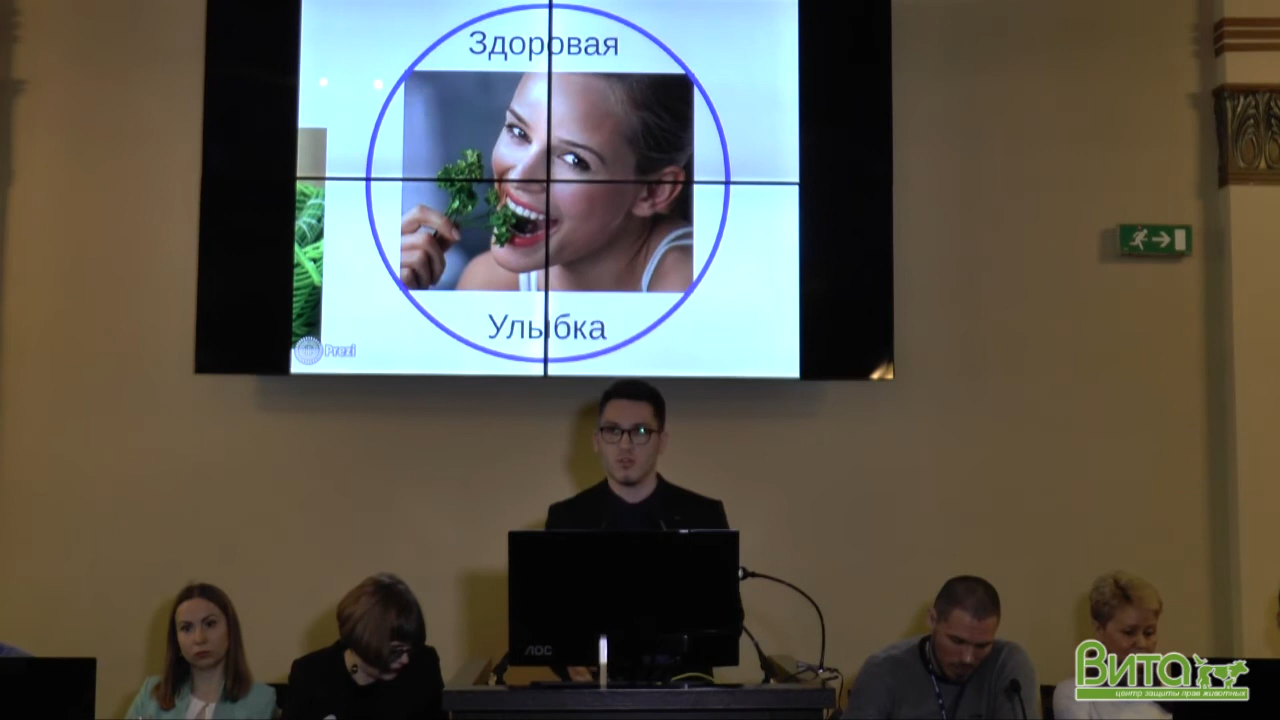 Здоровая
Улыбка
Prezi
AOC
Вита
центр защиты прав животных